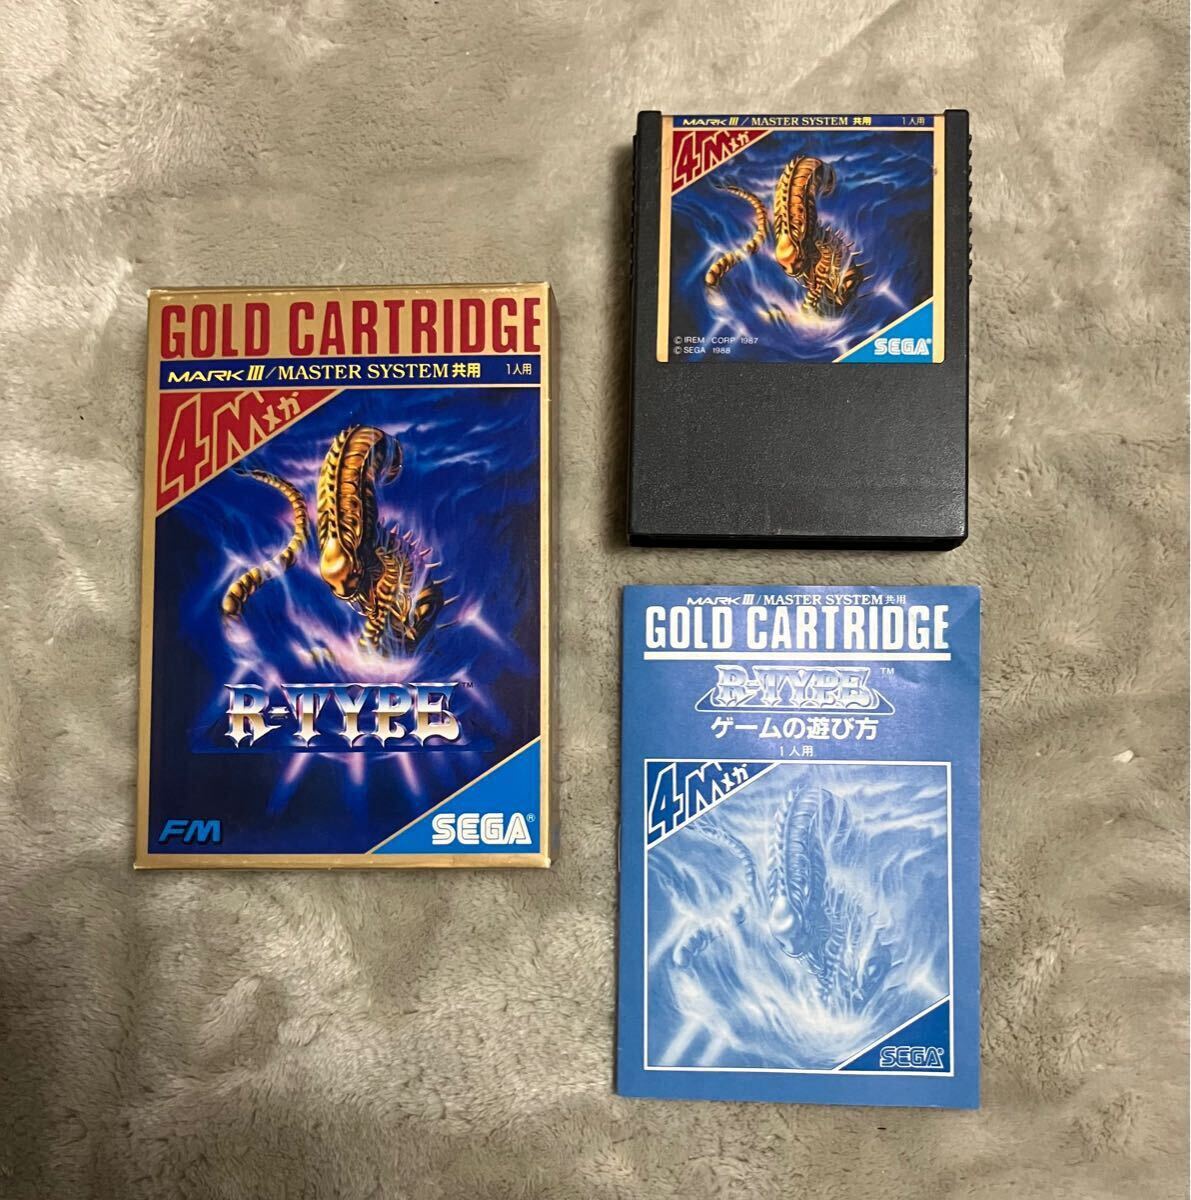 GOLD CARTRIDGE
MARK III/MASTER SYSTEM 共用 1人用
4Mメガ
R-TYPE™
FM
SEGA®
MARK III/MASTER SYSTEM 共用 1人用
4Mメガ
© IREM CORP 1987
© SEGA 1988
SEGA®
MARK III/MASTER SYSTEM 共用
GOLD CARTRIDGE
R-TYPE™
ゲームの遊び方
1人用
4Mメガ
SEGA®